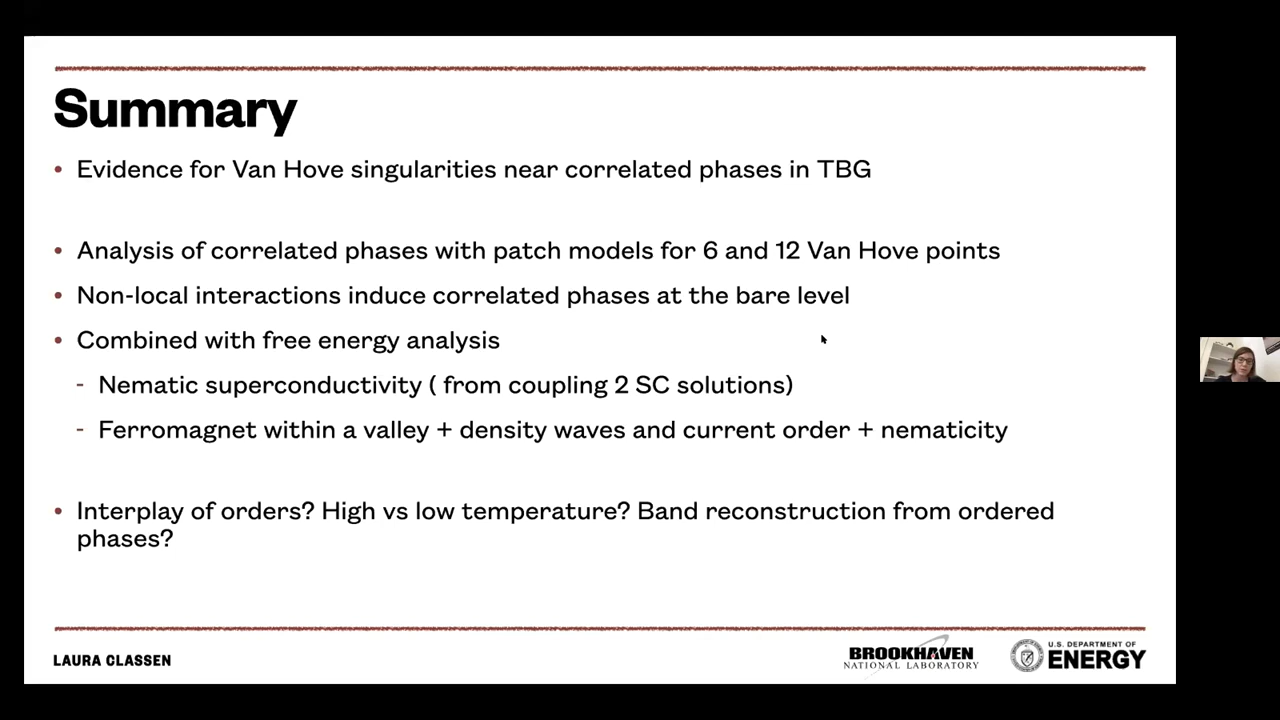 Summary
• Evidence for Van Hove singularities near correlated phases in TBG
• Analysis of correlated phases with patch models for 6 and 12 Van Hove points
• Non-local interactions induce correlated phases at the bare level
• Combined with free energy analysis
- Nematic superconductivity ( from coupling 2 SC solutions)
- Ferromagnet within a valley + density waves and current order + nematicity
• Interplay of orders? High vs low temperature? Band reconstruction from ordered
phases?
LAURA CLASSEN
BROOKHAVEN
NATIONAL LABORATORY
U.S. DEPARTMENT OF
ENERGY